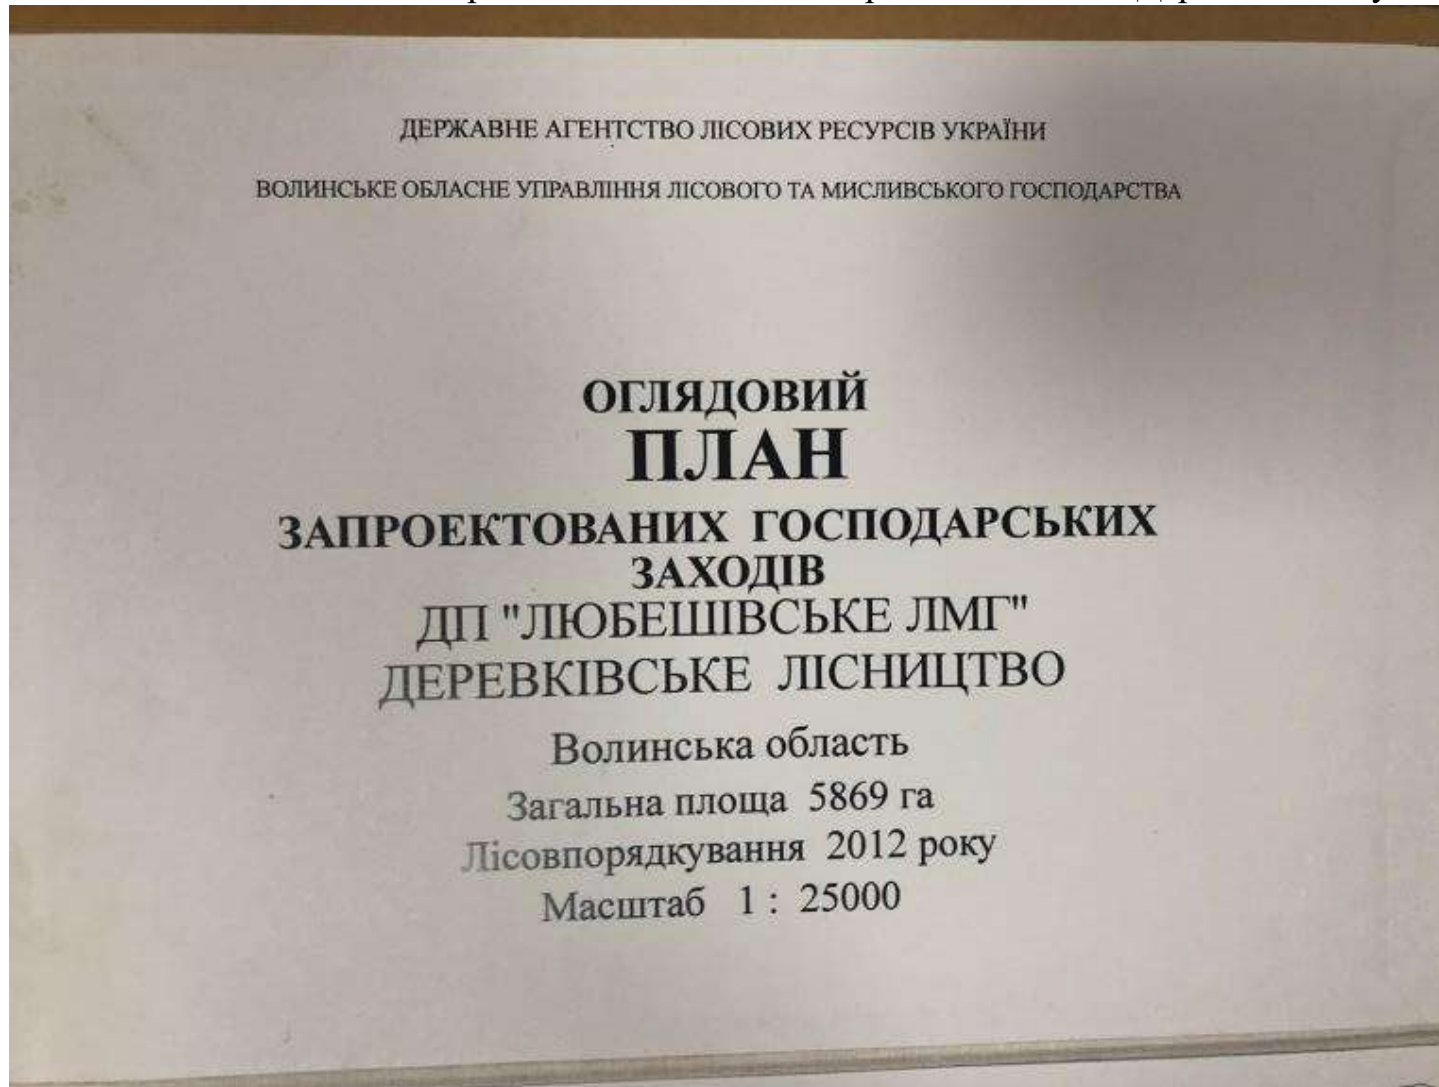 ДЕРЖАВНЕ АГЕНТСТВО ЛІСОВИХ РЕСУРСІВ УКРАЇНИ
ВОЛИНСЬКЕ ОБЛАСНЕ УПРАВЛІННЯ ЛІСОВОГО ТА МИСЛИВСЬКОГО ГОСПОДАРСТВА
ОГЛЯДОВИЙ
ПЛАН
ЗАПРОЕКТОВАНИХ ГОСПОДАРСЬКИХ
ЗАХОДІВ
ДП "ЛЮБЕШІВСЬКЕ ЛМГ"
ДЕРЕВКІВСЬКЕ ЛІСНИЦТВО
Волинська область
Загальна площа 5869 га
Лісовпорядкування 2012 року
Масштаб 1 : 25000